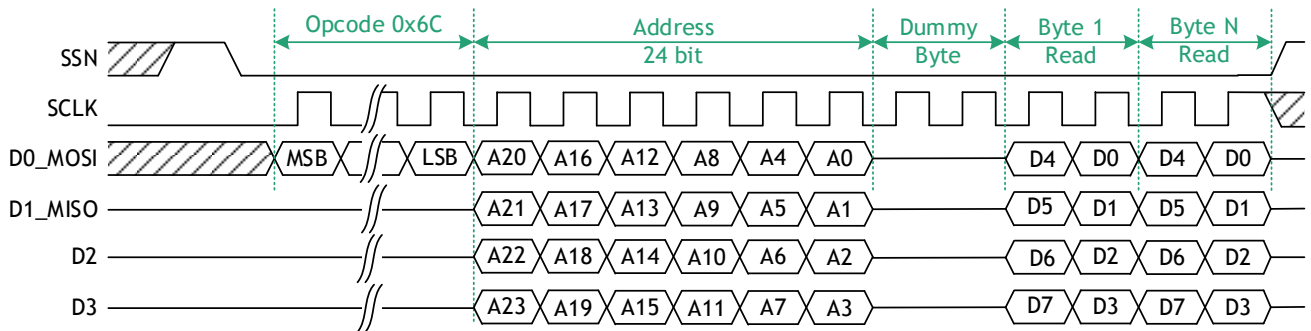 Opcode 0x6C Address Dummy Byte 1 Byte N
24 bit Byte Read Read
SSN
SCLK
D0_MOSI MSB LSB A20 A16 A12 A8 A4 A0 D4 D0 D4 D0
D1_MISO A21 A17 A13 A9 A5 A1 D5 D1 D5 D1
D2 A22 A18 A14 A10 A6 A2 D6 D2 D6 D2
D3 A23 A19 A15 A11 A7 A3 D7 D3 D7 D3